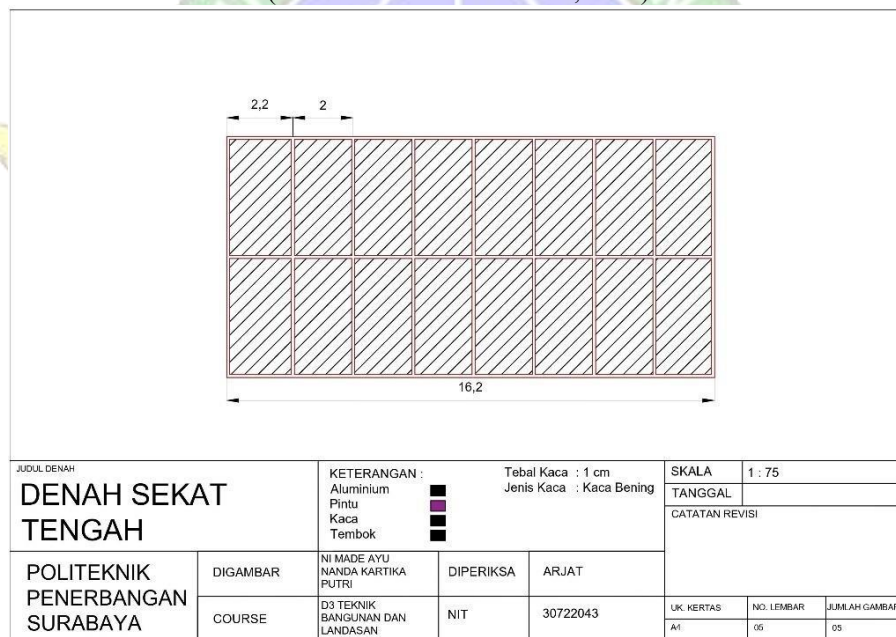 2,2
2
16,2
JUDUL DENAH
DENAH SEKAT
TENGAH
KETERANGAN :
Aluminium
Pintu
Kaca
Tembok
Tebal Kaca : 1 cm
Jenis Kaca : Kaca Bening
SKALA 1 : 75
TANGGAL
CATATAN REVISI
POLITEKNIK
PENERBANGAN
SURABAYA
DIGAMBAR
NI MADE AYU
NANDA KARTIKA
PUTRI
DIPERIKSA
ARJAT
COURSE
D3 TEKNIK
BANGUNAN DAN
LANDASAN
NIT
30722043
UK. KERTAS
NO. LEMBAR
JUMLAH GAMBAR
A4
05
05